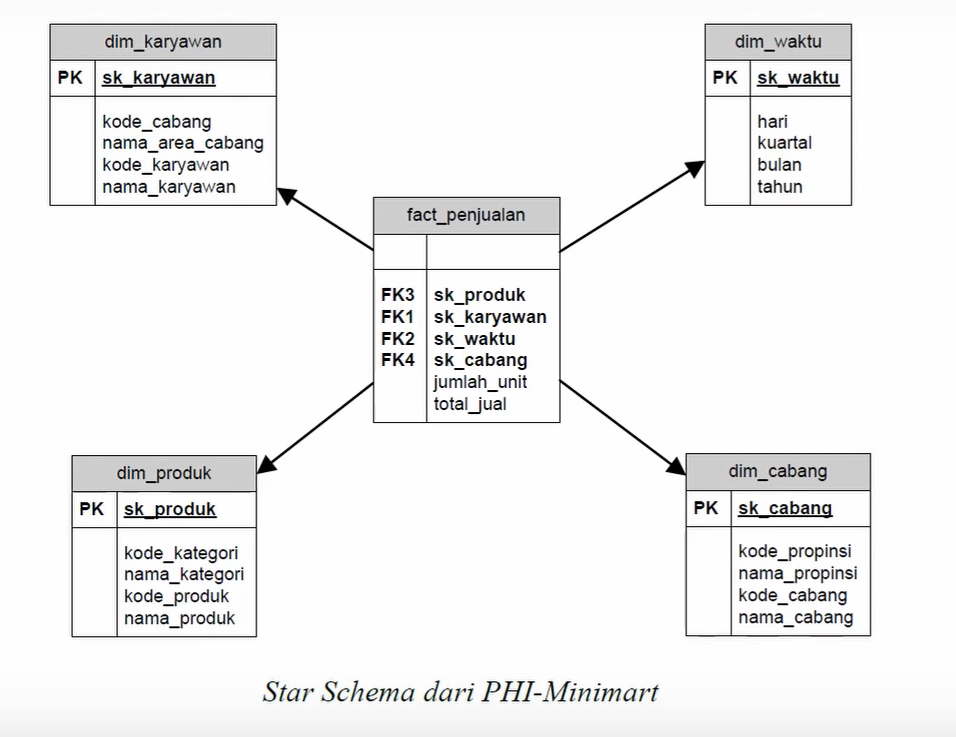 dim_karyawan
PK sk_karyawan
kode_cabang
nama_area_cabang
kode_karyawan
nama_karyawan
dim_waktu
PK sk_waktu
hari
kuartal
bulan
tahun
fact_penjualan
FK3 sk_produk
FK1 sk_karyawan
FK2 sk_waktu
FK4 sk_cabang
jumlah_unit
total_jual
dim_produk
PK sk_produk
kode_kategori
nama_kategori
kode_produk
nama_produk
dim_cabang
PK sk_cabang
kode_propinsi
nama_propinsi
kode_cabang
nama_cabang
Star Schema dari PHI-Minimart